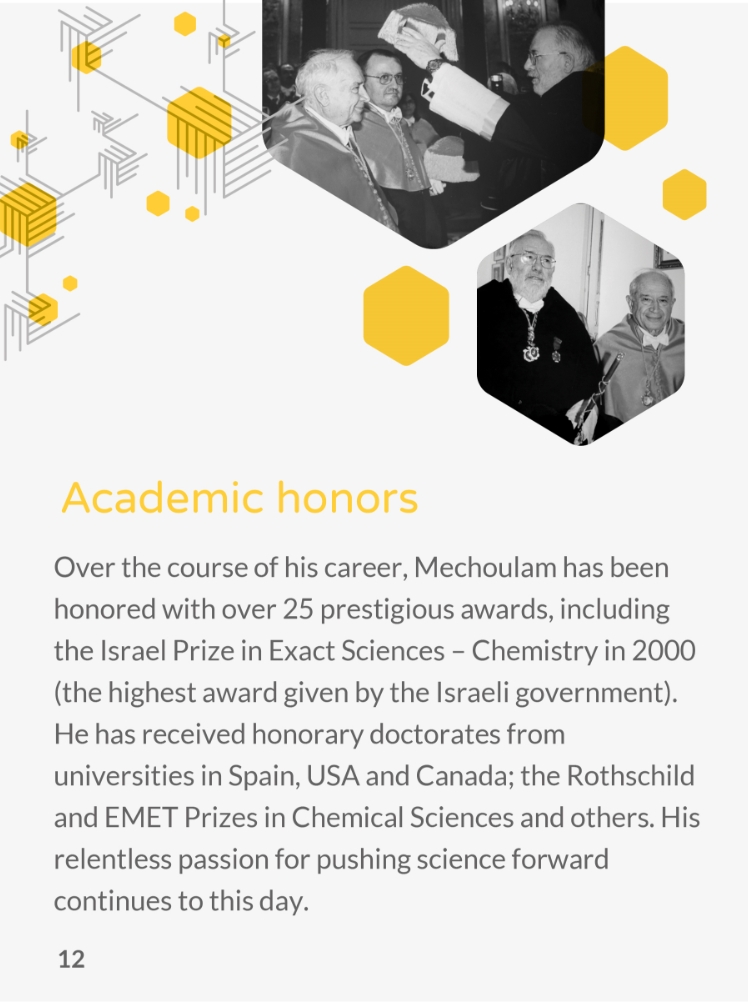 Academic honors
Over the course of his career, Mechoulam has been
honored with over 25 prestigious awards, including
the Israel Prize in Exact Sciences – Chemistry in 2000
(the highest award given by the Israeli government).
He has received honorary doctorates from
universities in Spain, USA and Canada; the Rothschild
and EMET Prizes in Chemical Sciences and others. His
relentless passion for pushing science forward
continues to this day.
12